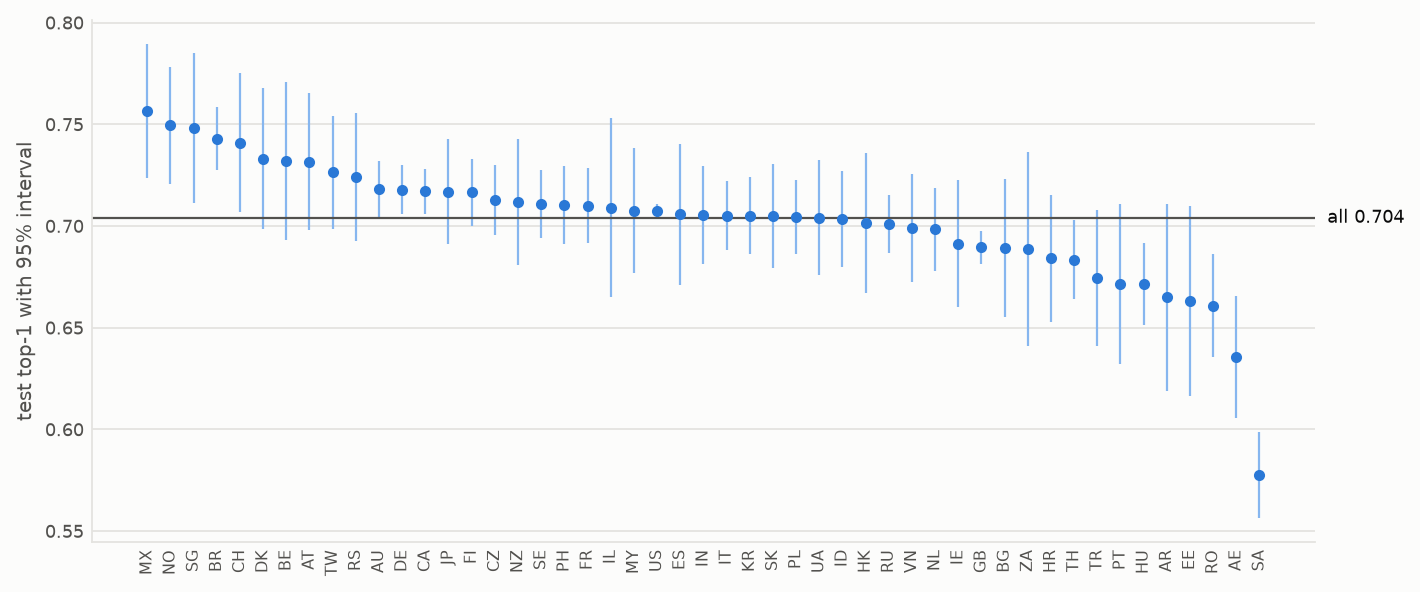 test top-1 with 95% interval
0.80
0.75
0.70
0.65
0.60
0.55
all 0.704
MX NO SG BR CH DK BE AT TW RS AU DE CA JP FI CZ NZ SE PH FR IL MY US ES IN IT KR SK PL UA ID HK RU VN NL IE GB BG ZA HR TH TR PT HU AR EE RO AE SA